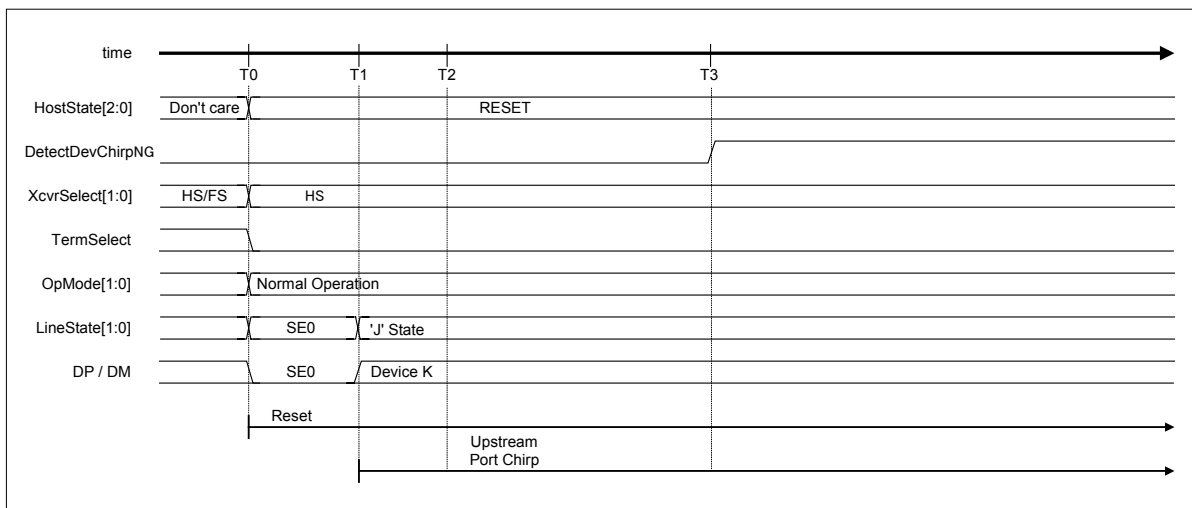 time
T0 T1 T2 T3
HostState[2:0] Don't care RESET
DetectDevChirpNG
XcvrSelect[1:0] HS/FS HS
TermSelect
OpMode[1:0] Normal Operation
LineState[1:0] SE0 'J' State
DP / DM SE0 Device K
Reset
Upstream
Port Chirp